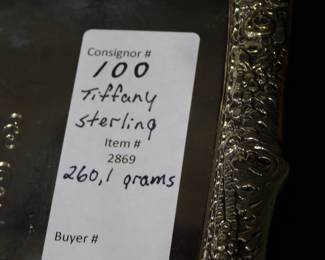 Consignor #
100
Tiffany
sterling
Item #
2869
260,1 grams
Buyer #